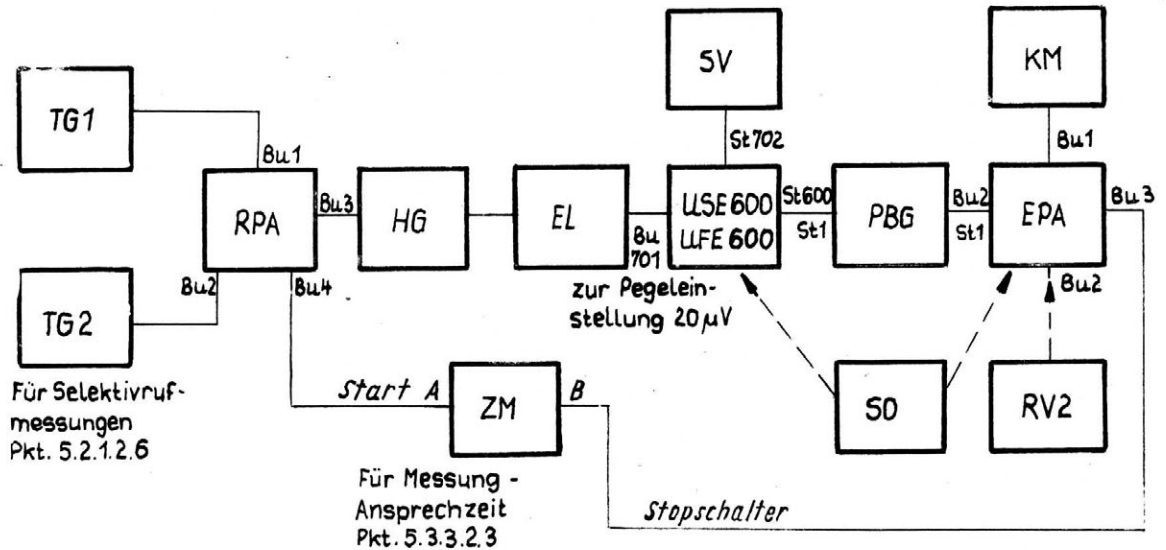 SV
KM
TG1
St702
Bu1
Bu1
RPA
Bu3
HG
EL
Bu
701
USE600
UFE 600
St600
St1
PBG
Bu2
St1
EPA
Bu3
Bu2
Bu4
Bu2
zur Pegelein-
stellung 20µV
TG2
Für Selektivruf-
messungen
Pkt. 5.2.1.2.6
Start A
ZM
B
SO
RV2
Für Messung -
Ansprechzeit
Pkt. 5.3.3.2.3
Stopschalter